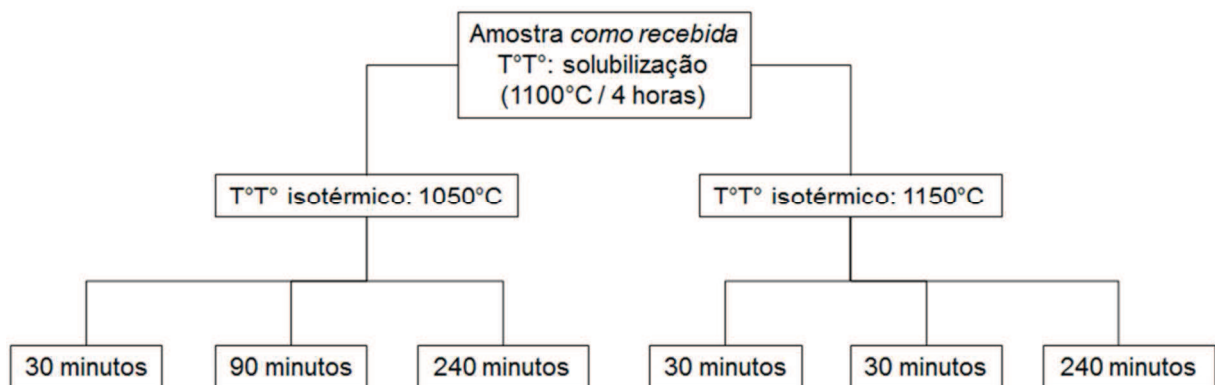 Amostra como recebida
T°T°: solubilização
(1100°C / 4 horas)
T°T° isotérmico: 1050°C
T°T° isotérmico: 1150°C
30 minutos
90 minutos
240 minutos
30 minutos
30 minutos
240 minutos